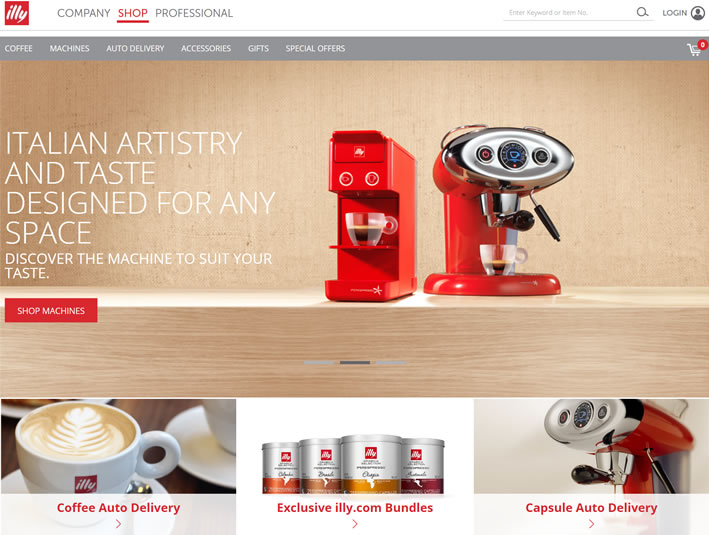 illy
COMPANY SHOP PROFESSIONAL
Enter Keyword or Item No.
LOGIN
COFFEE MACHINES AUTO DELIVERY ACCESSORIES GIFTS SPECIAL OFFERS
0
ITALIAN ARTISTRY
AND TASTE
DESIGNED FOR ANY
SPACE
DISCOVER THE MACHINE TO SUIT YOUR
TASTE.
SHOP MACHINES
illy
illy
illy
illy
illy
illy
Coffee Auto Delivery
Exclusive illy.com Bundles
Capsule Auto Delivery